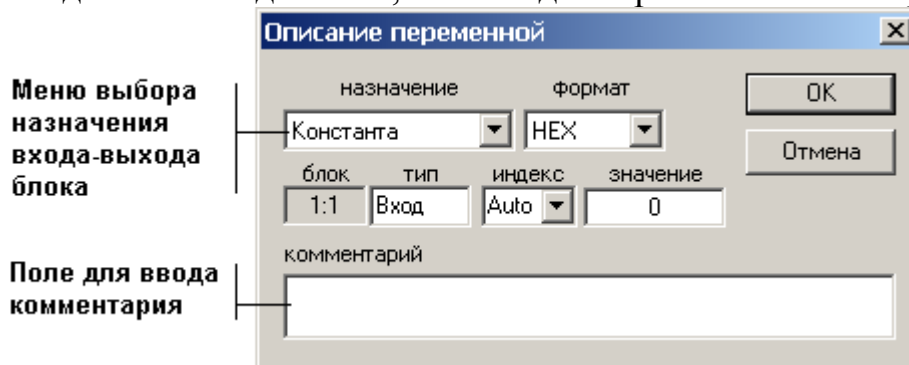 Описание переменной
Меню выбора
назначения
входа-выхода
блока
назначение формат
Константа HEX
OK
Отмена
блок тип индекс значение
1:1 Вход Auto 0
комментарий
Поле для ввода
комментария